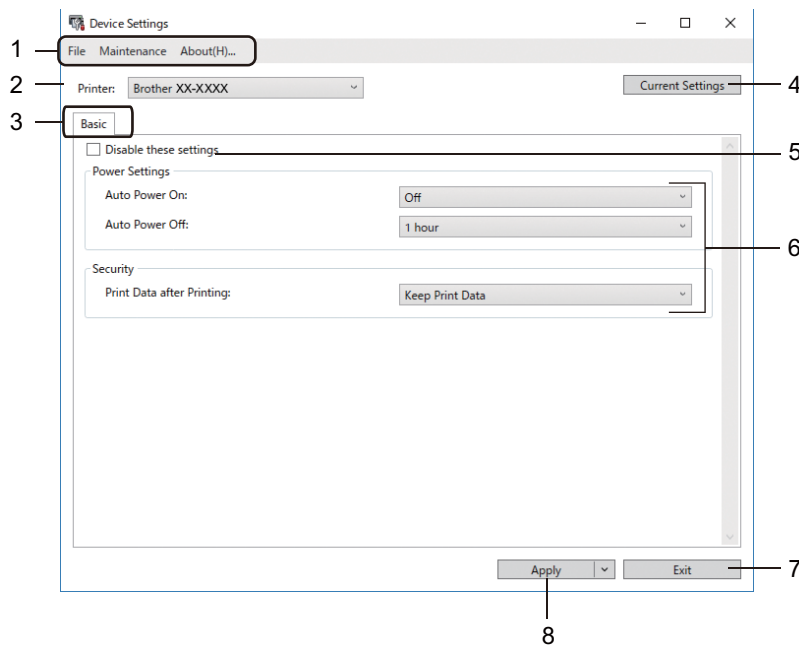 Device Settings
1 File Maintenance About(H)...
2 Printer: Brother XX-XXXX Current Settings 4
3 Basic
Disable these settings 5
Power Settings
Auto Power On: Off
Auto Power Off: 1 hour
6
Security
Print Data after Printing: Keep Print Data
Apply Exit 7
8